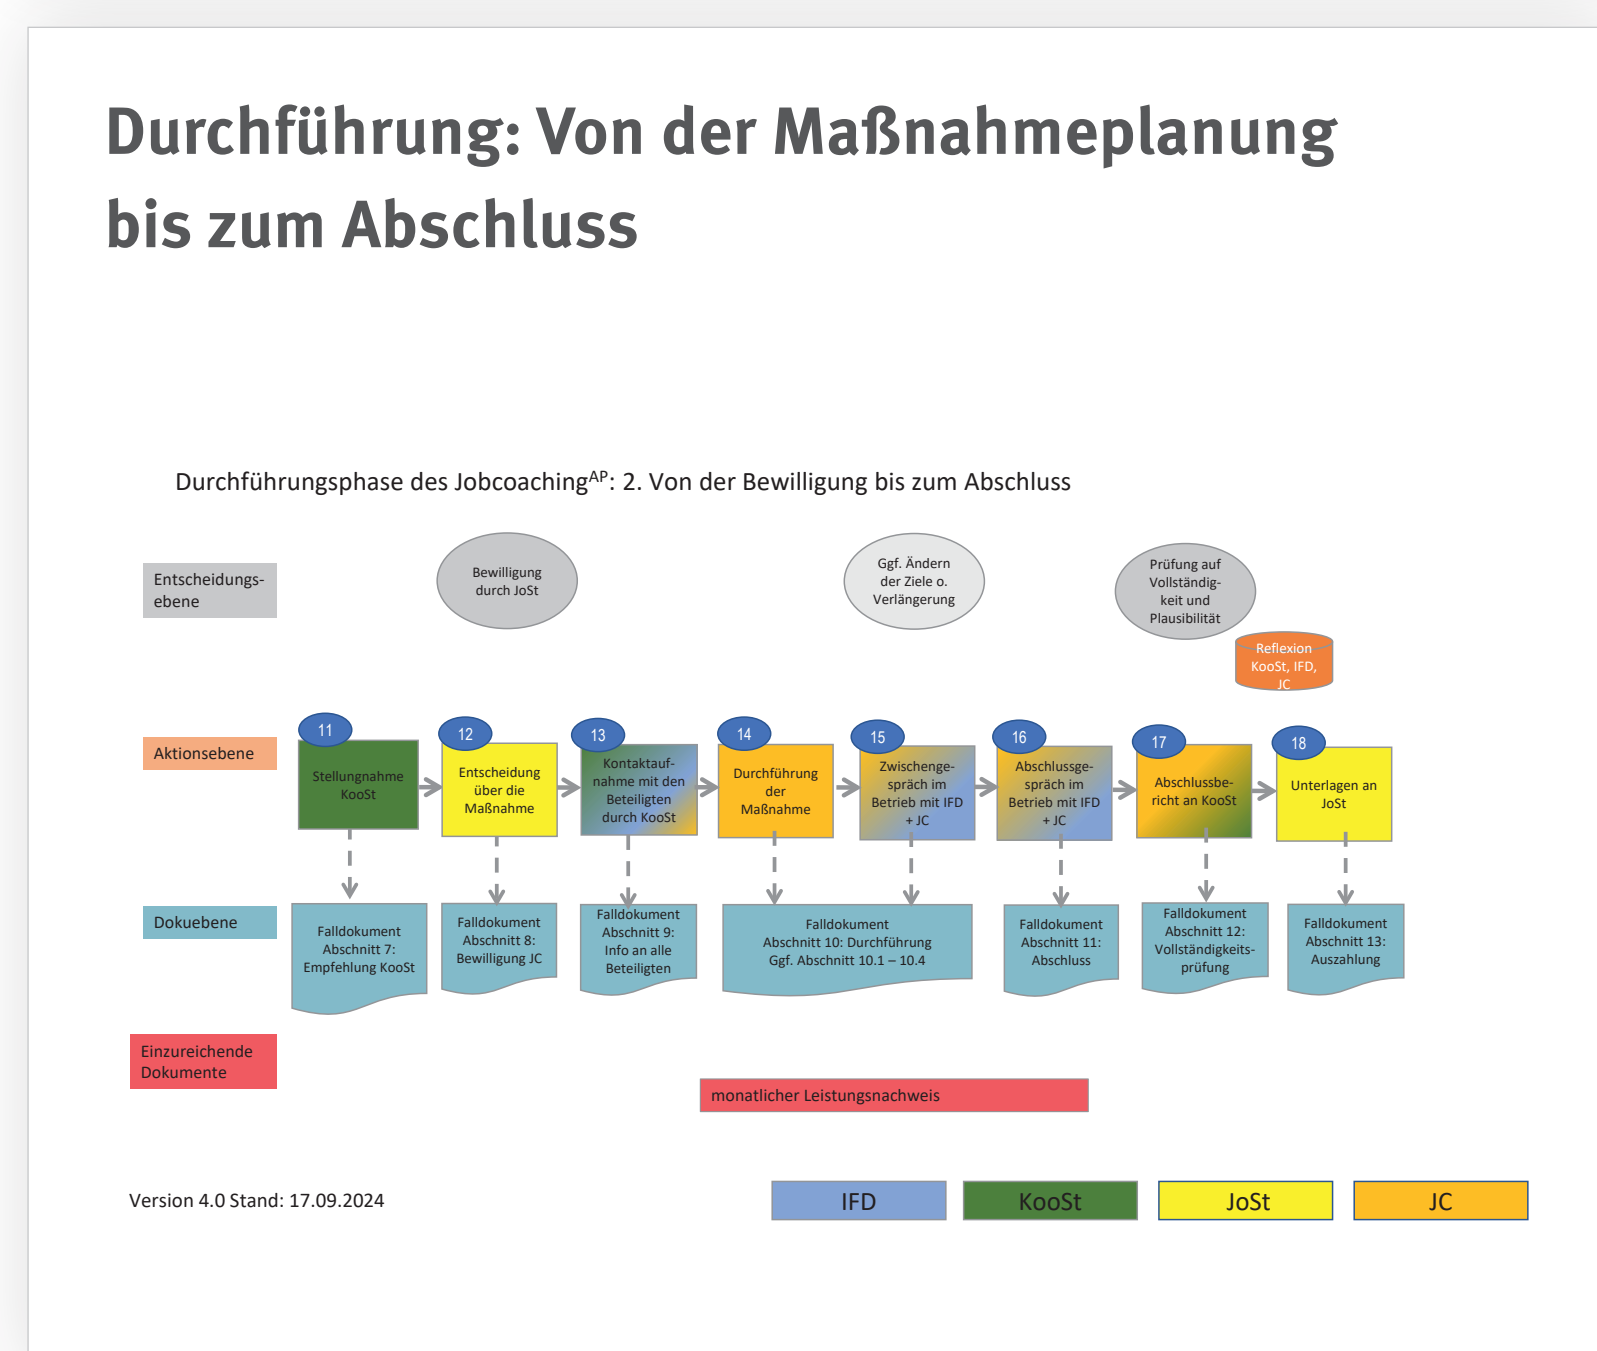 Durchführung: Von der Maßnahmeplanung
bis zum Abschluss
Durchführungsphase des Jobcoachingᴬᴾ: 2. Von der Bewilligung bis zum Abschluss
Entscheidungs-
ebene
Bewilligung
durch JoSt
Ggf. Ändern
der Ziele o.
Verlängerung
Prüfung auf
Vollständig-
keit und
Plausibilität
Reflexion
KooSt, IFD,
JC
Aktionsebene
11
Stellungnahme
KooSt
12
Entscheidung
über die
Maßnahme
13
Kontaktauf-
nahme mit den
Beteiligten
durch KooSt
14
Durchführung
der
Maßnahme
15
Zwischenge-
spräch im
Betrieb mit IFD
+ JC
16
Abschlussge-
spräch im
Betrieb mit IFD
+ JC
17
Abschlussbe-
richt an KooSt
18
Unterlagen an
JoSt
Dokuebene
Falldokument
Abschnitt 7:
Empfehlung KooSt
Falldokument
Abschnitt 8:
Bewilligung JC
Falldokument
Abschnitt 9:
Info an alle
Beteiligten
Falldokument
Abschnitt 10: Durchführung
Ggf. Abschnitt 10.1 – 10.4
Falldokument
Abschnitt 11:
Abschluss
Falldokument
Abschnitt 12:
Vollständigkeits-
prüfung
Falldokument
Abschnitt 13:
Auszahlung
Einzureichende
Dokumente
monatlicher Leistungsnachweis
Version 4.0 Stand: 17.09.2024
IFD
KooSt
JoSt
JC